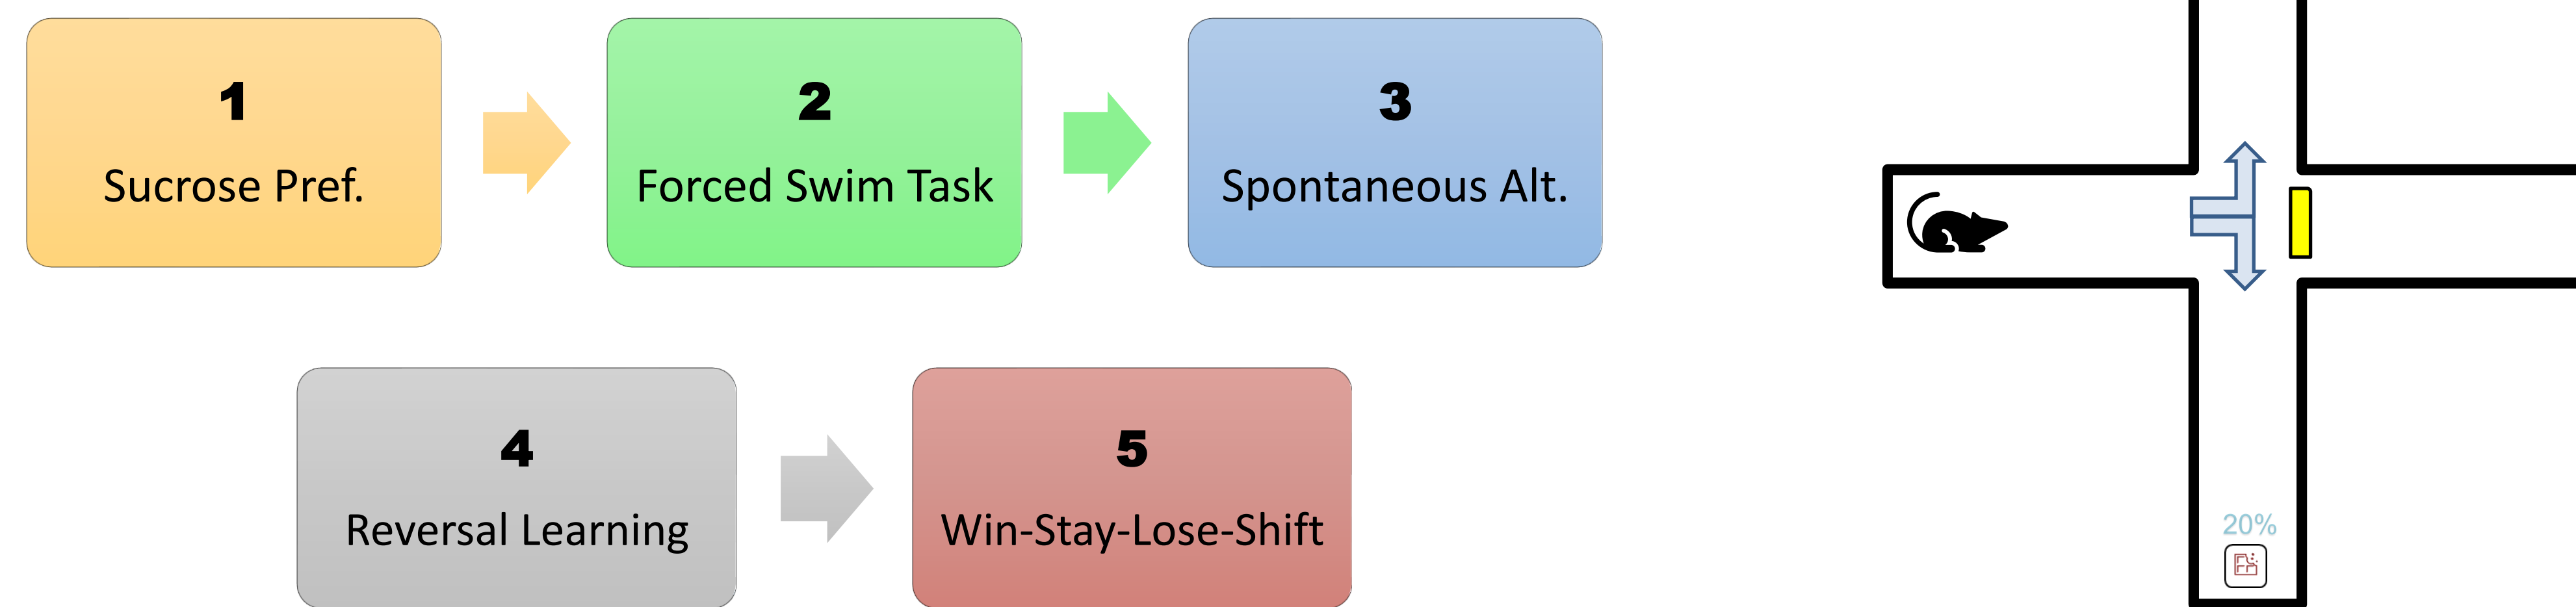 1
Sucrose Pref.
2
Forced Swim Task
3
Spontaneous Alt.
4
Reversal Learning
5
Win-Stay-Lose-Shift
20%